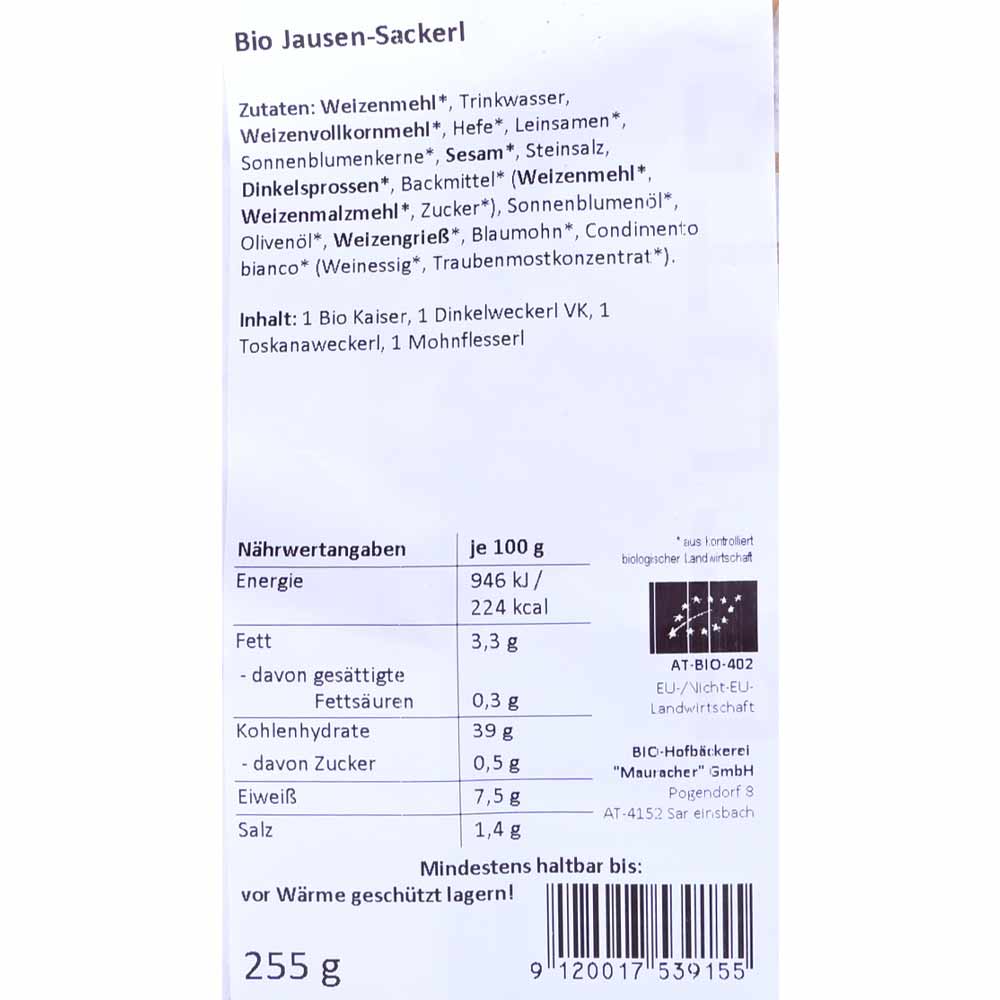 Bio Jausen-Sackerl
Zutaten: Weizenmehl*, Trinkwasser,
Weizenvollkornmehl*, Hefe*, Leinsamen*,
Sonnenblumenkerne*, Sesam*, Steinsalz,
Dinkelsprossen*, Backmittel* (Weizenmehl*,
Weizenmalzmehl*, Zucker*), Sonnenblumenöl*,
Olivenöl*, Weizengrieß*, Blaumohn*, Condimento
bianco* (Weinessig*, Traubenmostkonzentrat*).
Inhalt: 1 Bio Kaiser, 1 Dinkelweckerl VK, 1
Toskanaweckerl, 1 Mohnflesserl
Nährwertangaben je 100 g
Energie 946 kJ /
224 kcal
Fett 3,3 g
- davon gesättigte
Fettsäuren 0,3 g
Kohlenhydrate 39 g
- davon Zucker 0,5 g
Eiweiß 7,5 g
Salz 1,4 g
* aus kontrolliert
biologischer Landwirtschaft
AT-BIO-402
EU-/Nicht-EU-
Landwirtschaft
BIO-Hofbäckerei
"Mauracher" GmbH
Pogendorf 8
AT-4152 Sarleinsbach
Mindestens haltbar bis:
vor Wärme geschützt lagern!
255 g
9 120017 539155